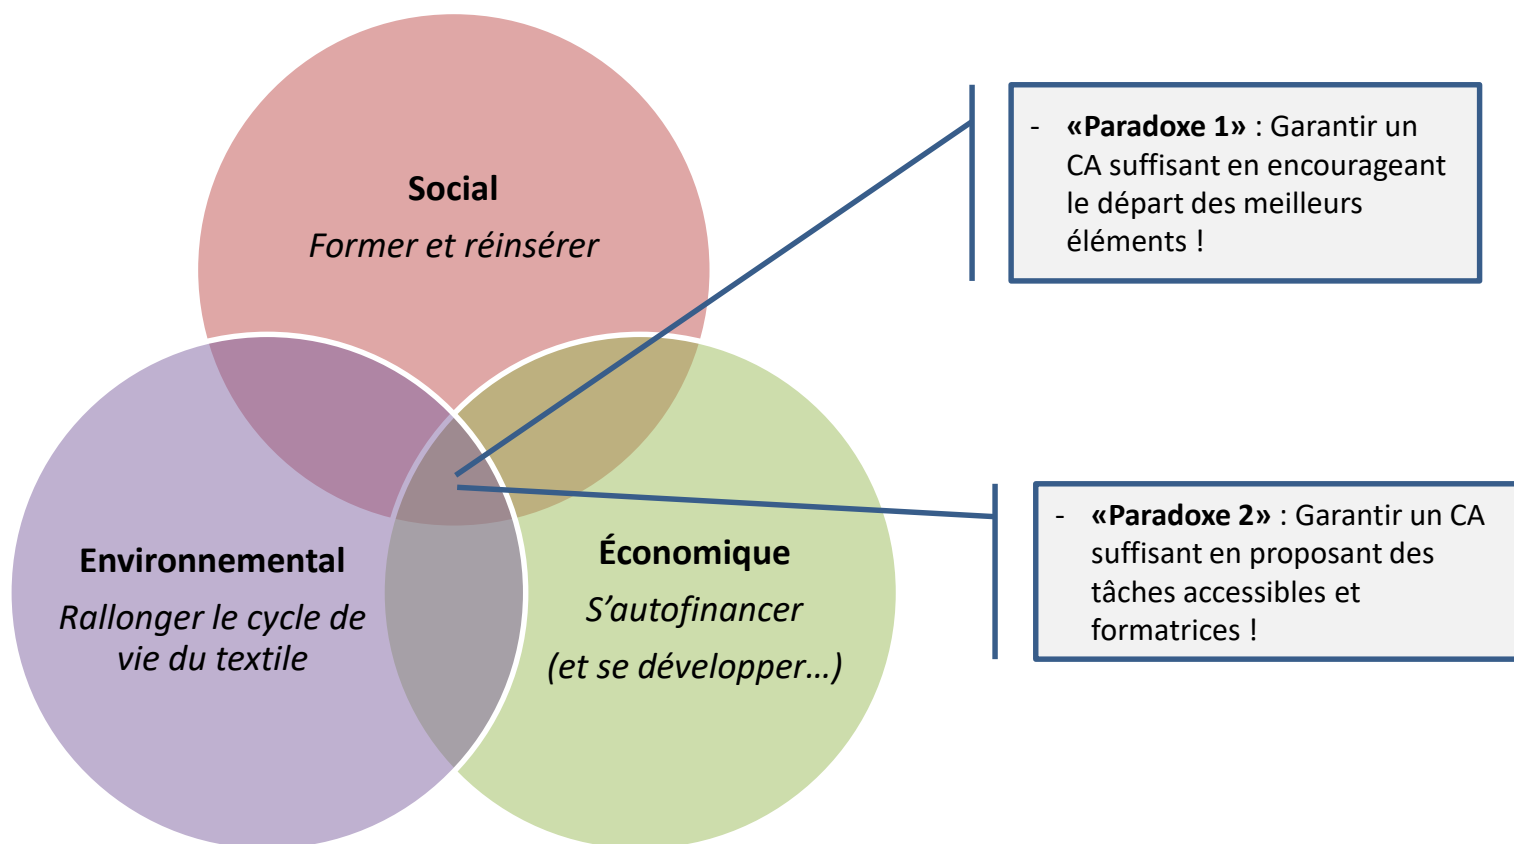 Social
Former et réinsérer
Environnemental
Rallonger le cycle de
vie du textile
Économique
S’autofinancer
(et se développer…)
- «Paradoxe 1» : Garantir un
CA suffisant en encourageant
le départ des meilleurs
éléments !
- «Paradoxe 2» : Garantir un CA
suffisant en proposant des
tâches accessibles et
formatrices !